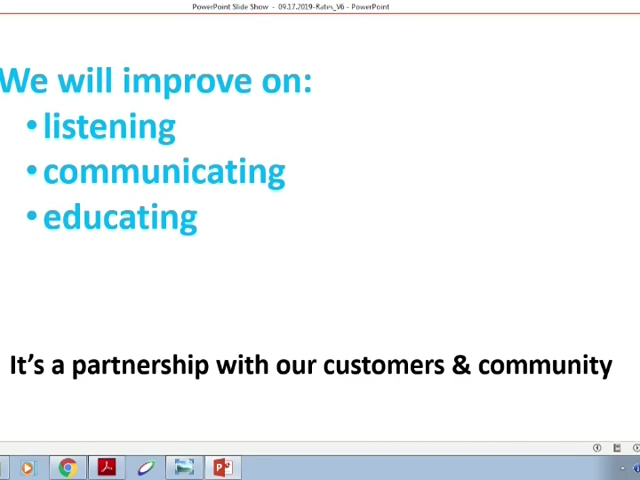 PowerPoint Slide Show - 09.17.2019-Rates_V6 - PowerPoint
We will improve on:
•listening
•communicating
•educating
It's a partnership with our customers & community